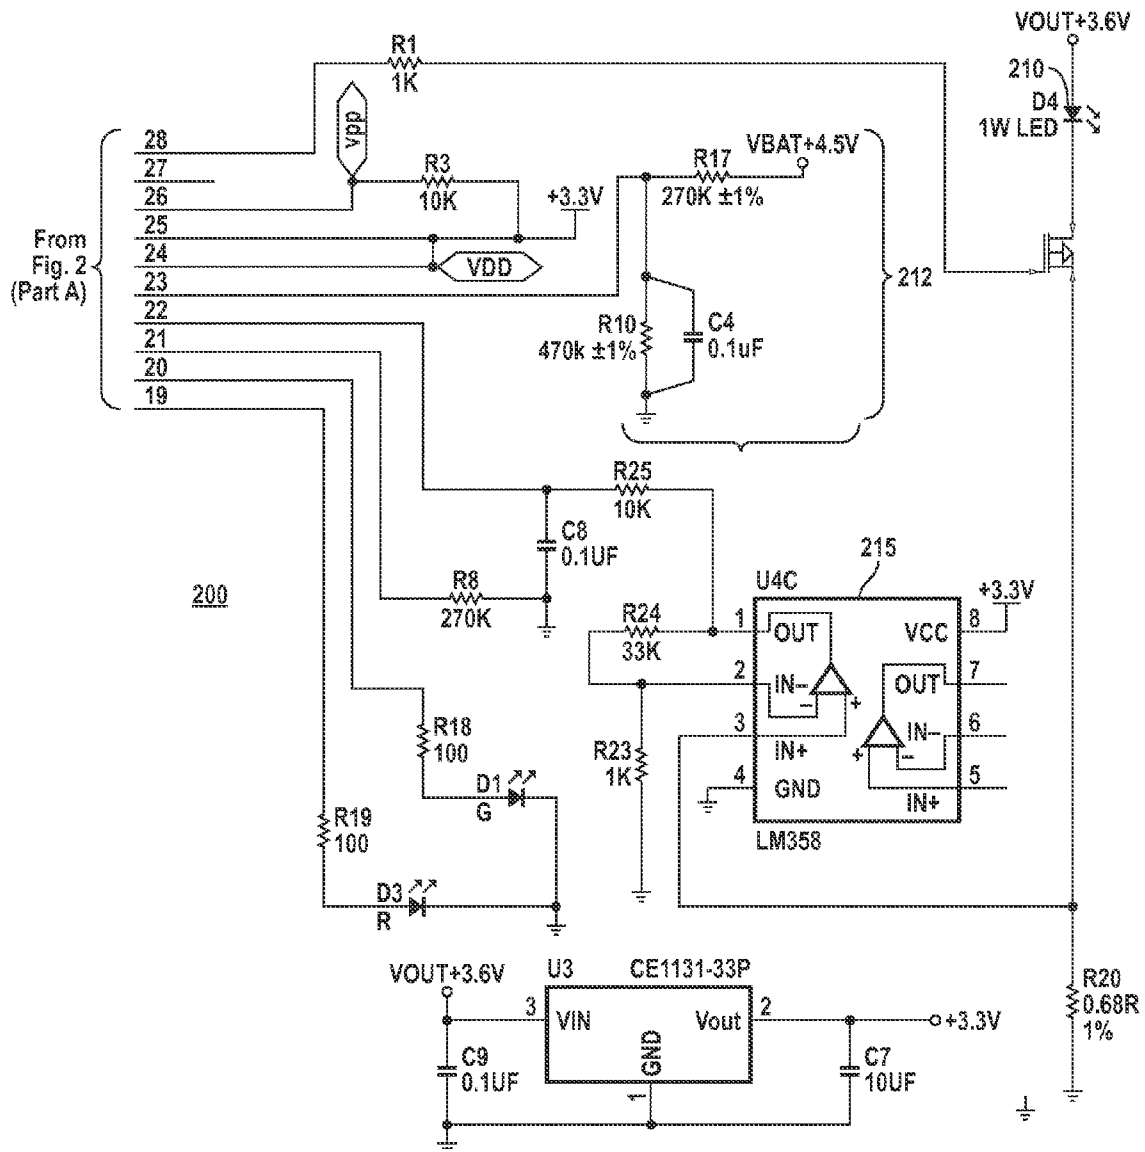 VOUT+3.6V
R1
1K
210
D4
1W LED
vpp
28
27
26
25
24
23
22
21
20
19
From
Fig. 2
(Part A)
R3
10K
+3.3V
VDD
R17
270K ±1%
VBAT+4.5V
212
R10
470k ±1%
C4
0.1uF
R25
10K
C8
0.1UF
R8
270K
200
215
U4C
+3.3V
R24
33K
1
OUT
VCC
8
2
IN−
OUT
7
−
+
3
IN+
IN−
6
+
−
4
GND
IN+
5
LM358
R23
1K
R18
100
D1
G
R19
100
D3
R
R20
0.68R
1%
VOUT+3.6V
U3
CE1131-33P
3
VIN
Vout
2
+3.3V
GND
1
C9
0.1UF
C7
10UF